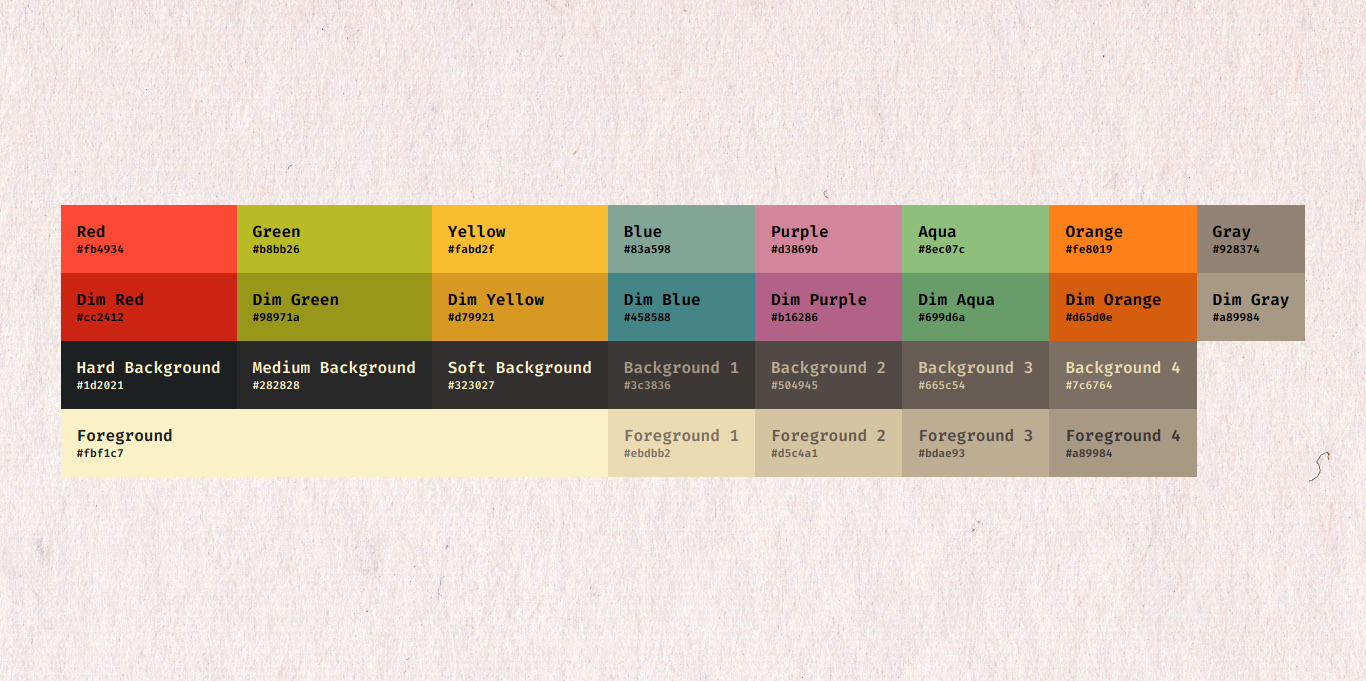 Red
#fb4934
Green
#b8bb26
Yellow
#fabd2f
Blue
#83a598
Purple
#d3869b
Aqua
#8ec07c
Orange
#fe8019
Gray
#928374
Dim Red
#cc2412
Dim Green
#98971a
Dim Yellow
#d79921
Dim Blue
#458588
Dim Purple
#b16286
Dim Aqua
#699d6a
Dim Orange
#d65d0e
Dim Gray
#a89984
Hard Background
#1d2021
Medium Background
#282828
Soft Background
#323027
Background 1
#3c3836
Background 2
#504945
Background 3
#665c54
Background 4
#7c6764
Foreground
#fbf1c7
Foreground 1
#ebdbb2
Foreground 2
#d5c4a1
Foreground 3
#bdae93
Foreground 4
#a89984